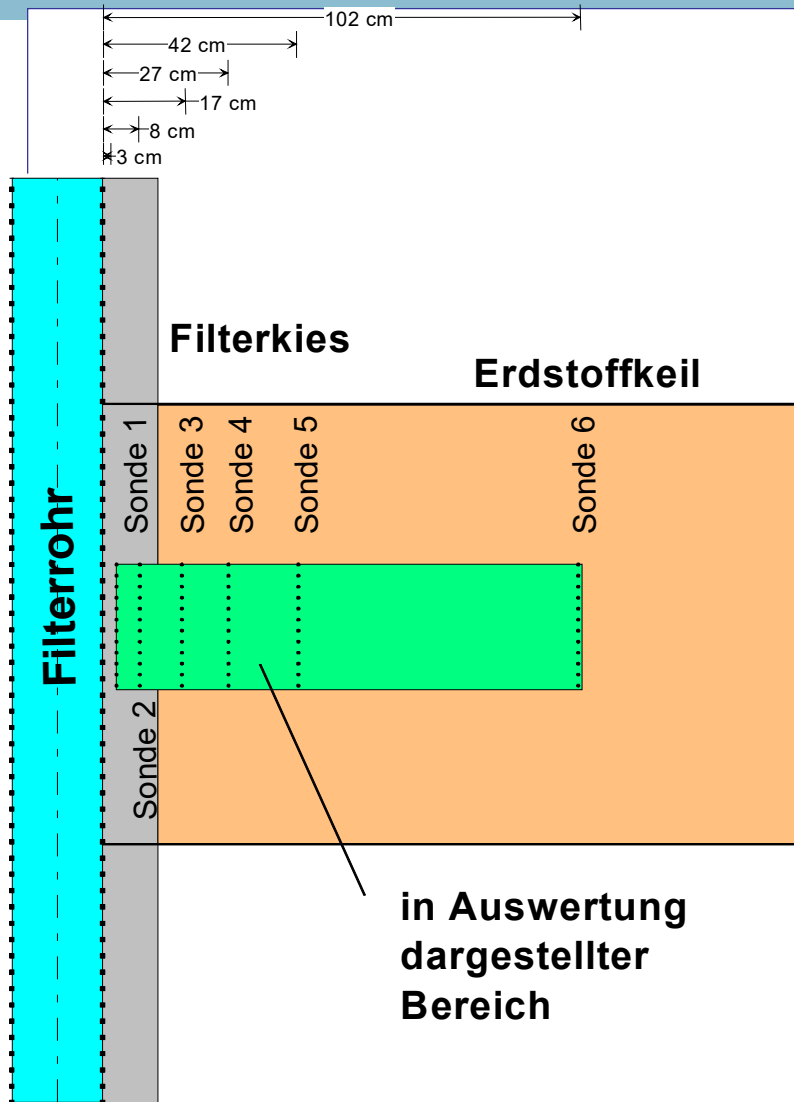 102 cm
42 cm
27 cm
17 cm
8 cm
3 cm
Filterkies
Erdstoffkeil
Sonde 1
Sonde 3
Sonde 4
Sonde 5
Sonde 6
Filterrohr
Sonde 2
in Auswertung
dargestellter
Bereich